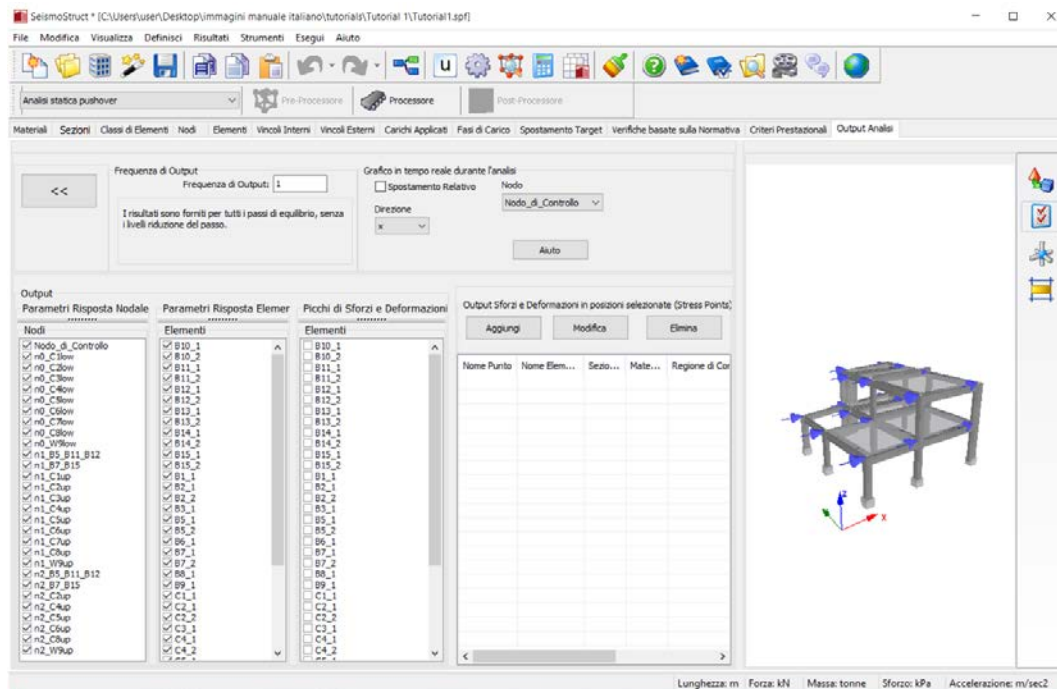 SeismoStruct * [C:\Users\user\Desktop\immagini manuale italiano\tutorials\Tutorial 1\Tutorial1.spf]
File Modifica Visualizza Definisci Risultati Strumenti Esegui Aiuto
Analisi statica pushover
Pre-Processore
Processore
Post-Processore
Materiali Sezioni Classi di Elementi Nodi Elementi Vincoli Interni Vincoli Esterni Carichi Applicati Fasi di Carico Spostamento Target Verifiche basate sulla Normativa Criteri Prestazionali Output Analisi
<<
Frequenza di Output
Frequenza di Output: 1
I risultati sono forniti per tutti i passi di equilibrio, senza
i livelli riduzione del passo.
Grafico in tempo reale durante l'analisi
Spostamento Relativo
Nodo
Nodo_di_Controllo
Direzione
x
Aiuto
Output
Parametri Risposta Nodale
Nodi
Nodo_di_Controllo
n0_C1low
n0_C2low
n0_C3low
n0_C4low
n0_C5low
n0_C6low
n0_C7low
n0_C8low
n0_W9low
n1_B5_B11_B12
n1_B7_B15
n1_C1up
n1_C2up
n1_C3up
n1_C4up
n1_C5up
n1_C6up
n1_C7up
n1_C8up
n1_W9up
n2_B5_B11_B12
n2_B7_B15
n2_C2up
n2_C4up
n2_C5up
n2_C6up
n2_C8up
n2_W9up
Parametri Risposta Elemer
Elementi
B10_1
B10_2
B11_1
B11_2
B12_1
B12_2
B13_1
B13_2
B14_1
B14_2
B15_1
B15_2
B1_1
B2_1
B2_2
B3_1
B5_1
B5_2
B6_1
B7_1
B7_2
B8_1
B9_1
C1_1
C2_1
C2_2
C3_1
C4_1
C4_2
Picchi di Sforzi e Deformazioni
Elementi
B10_1
B10_2
B11_1
B11_2
B12_1
B12_2
B13_1
B13_2
B14_1
B14_2
B15_1
B15_2
B1_1
B2_1
B2_2
B3_1
B5_1
B5_2
B6_1
B7_1
B7_2
B8_1
B9_1
C1_1
C2_1
C2_2
C3_1
C4_1
C4_2
Output Sforzi e Deformazioni in posizioni selezionate (Stress Points)
Aggiungi Modifica Elimina
Nome Punto Nome Elem... Sezio... Mate... Regione di Cor
z
x
Lunghezza: m Forza: kN Massa: tonne Sforzo: kPa Accelerazione: m/sec2